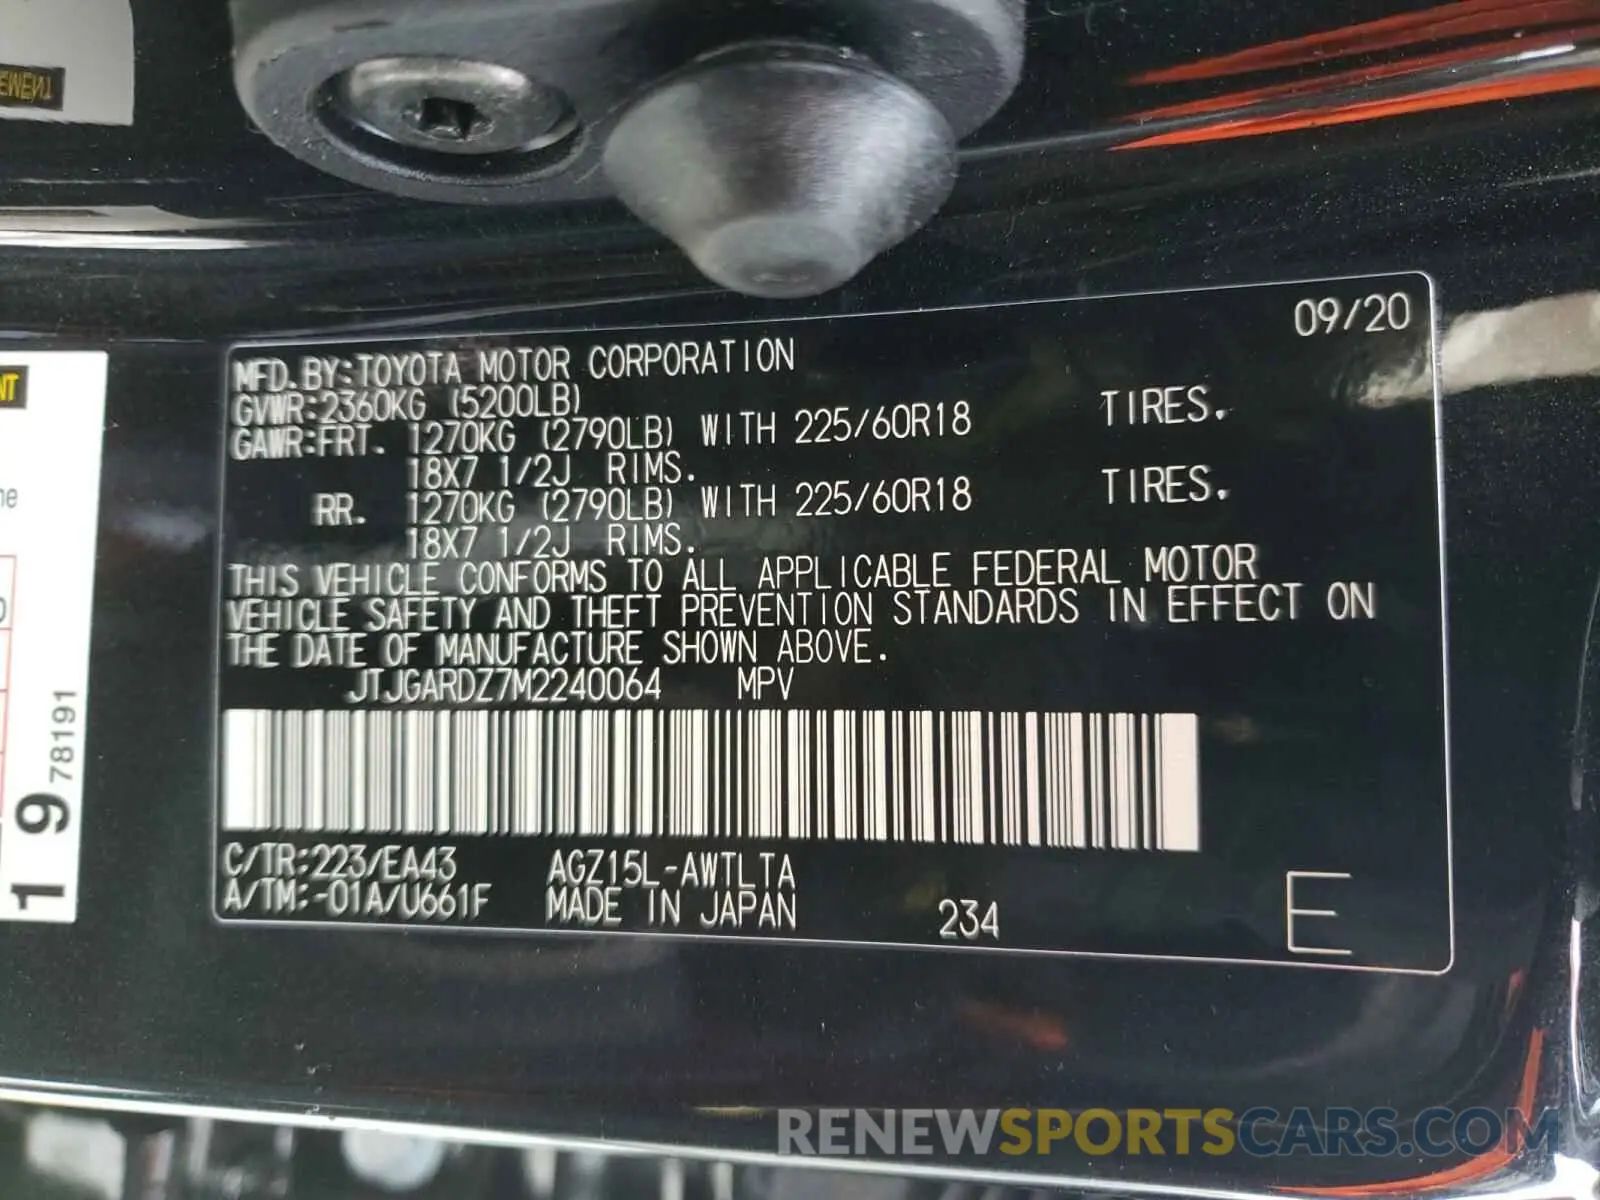 09/20
MFD.BY:TOYOTA MOTOR CORPORATION
GVWR:2360KG (5200LB)
GAWR:FRT. 1270KG (2790LB) WITH 225/60R18 TIRES.
18X7 1/2J RIMS.
RR. 1270KG (2790LB) WITH 225/60R18 TIRES.
18X7 1/2J RIMS.
THIS VEHICLE CONFORMS TO ALL APPLICABLE FEDERAL MOTOR
VEHICLE SAFETY AND THEFT PREVENTION STANDARDS IN EFFECT ON
THE DATE OF MANUFACTURE SHOWN ABOVE.
JTJGARDZ7M2240064 MPV
C/TR:223/EA43 AGZ15L-AWTLTA
A/TM:-01A/U661F MADE IN JAPAN 234 E
19 78191
RENEWSPORTSCARS.COM